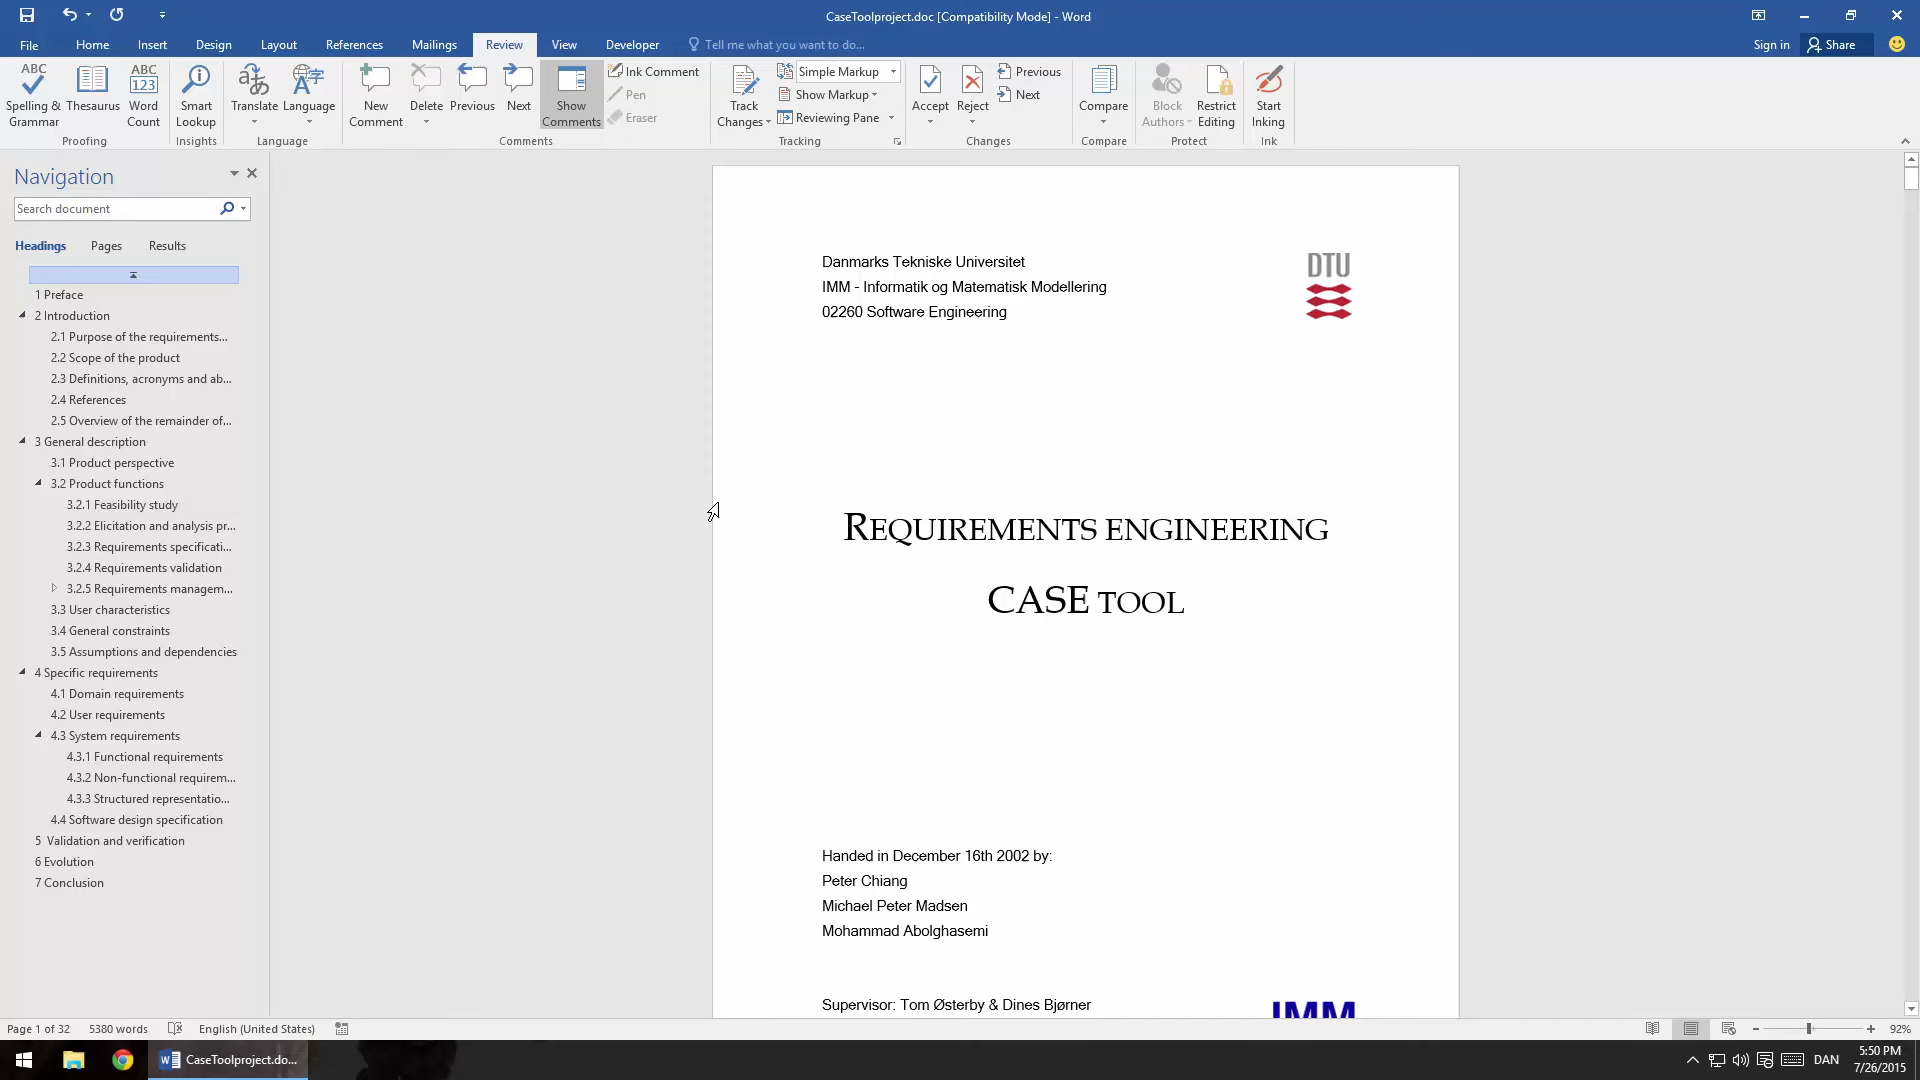 CaseToolproject.doc [Compatibility Mode] - Word
File Home Insert Design Layout References Mailings Review View Developer Tell me what you want to do... Sign in Share
ABC Spelling & Grammar
Thesaurus
ABC 123 Word Count
Proofing
Smart Lookup
Insights
Translate
Language
Language
New Comment
Delete
Previous
Next
Show Comments
Ink Comment
Pen
Eraser
Comments
Track Changes
Simple Markup
Show Markup
Reviewing Pane
Tracking
Accept
Reject
Previous
Next
Changes
Compare
Compare
Block Authors
Restrict Editing
Protect
Start Inking
Ink
Navigation
Search document
Headings Pages Results
1 Preface
2 Introduction
2.1 Purpose of the requirements...
2.2 Scope of the product
2.3 Definitions, acronyms and ab...
2.4 References
2.5 Overview of the remainder of...
3 General description
3.1 Product perspective
3.2 Product functions
3.2.1 Feasibility study
3.2.2 Elicitation and analysis pr...
3.2.3 Requirements specificati...
3.2.4 Requirements validation
3.2.5 Requirements managem...
3.3 User characteristics
3.4 General constraints
3.5 Assumptions and dependencies
4 Specific requirements
4.1 Domain requirements
4.2 User requirements
4.3 System requirements
4.3.1 Functional requirements
4.3.2 Non-functional requirem...
4.3.3 Structured representatio...
4.4 Software design specification
5 Validation and verification
6 Evolution
7 Conclusion
Danmarks Tekniske Universitet
IMM - Informatik og Matematisk Modellering
02260 Software Engineering
DTU
REQUIREMENTS ENGINEERING
CASE TOOL
Handed in December 16th 2002 by:
Peter Chiang
Michael Peter Madsen
Mohammad Abolghasemi
Supervisor: Tom Østerby & Dines Bjørner
IMM
Page 1 of 32 5380 words English (United States) 92%
CaseToolproject.do... DAN 5:50 PM
7/26/2015